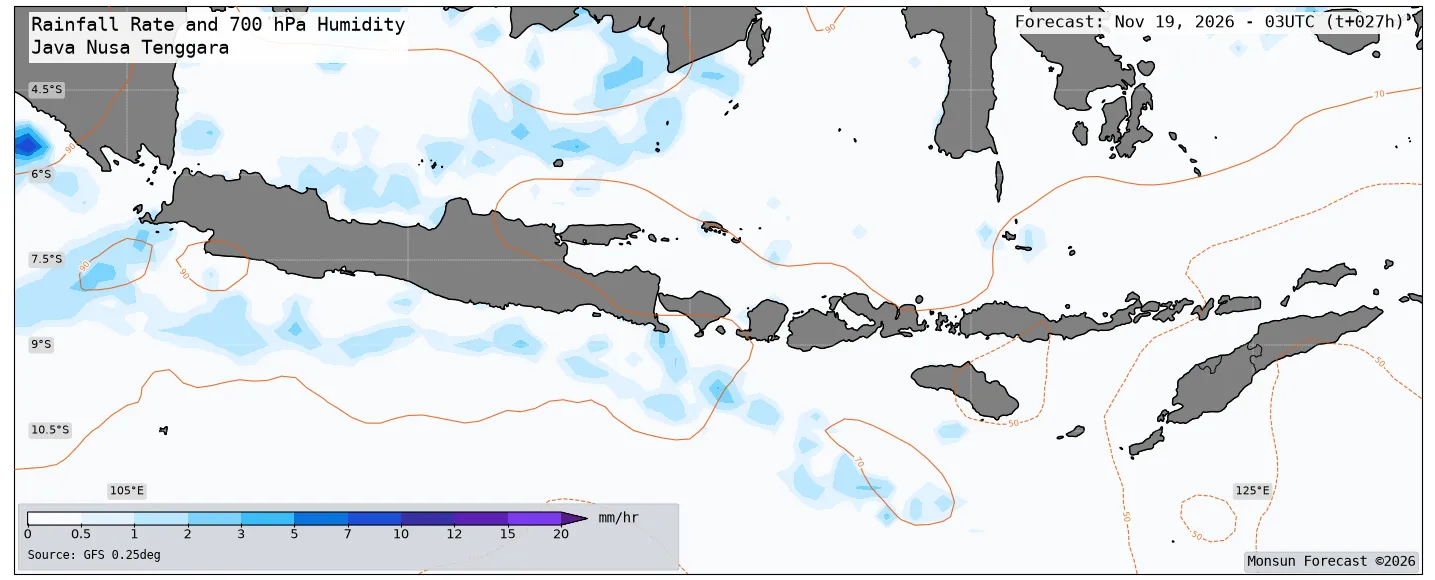 Rainfall Rate and 700 hPa Humidity
Java Nusa Tenggara
Forecast: Nov 19, 2026 - 03UTC (t+027h)
90
70
4.5°S
90
6°S
7.5°S
90
90
9°S
50
50
10.5°S
70
105°E
125°E
50
50
mm/hr
0 0.5 1 2 3 5 7 10 12 15 20
Source: GFS 0.25deg
Monsun Forecast ©2026